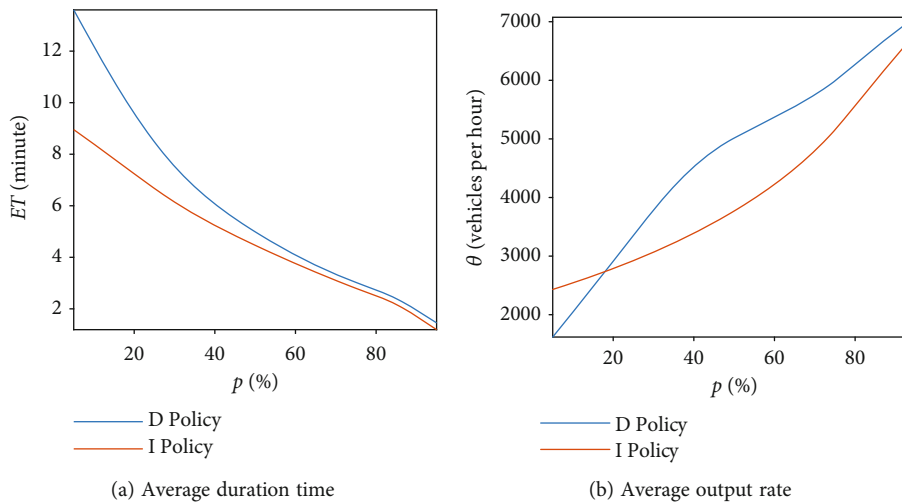 12
10
8
6
4
2
ET (minute)
20 40 60 80
p (%)
D Policy
I Policy
(a) Average duration time
7000
6000
5000
4000
3000
2000
θ (vehicles per hour)
20 40 60 80
p (%)
D Policy
I Policy
(b) Average output rate